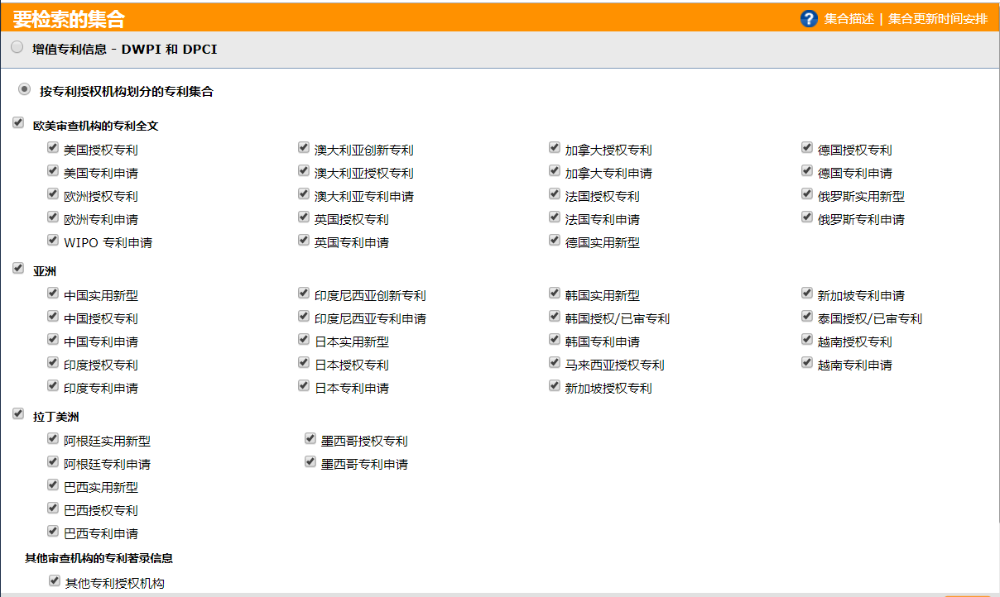 要检索的集合 集合描述 | 集合更新时间安排
增值专利信息 - DWPI 和 DPCI
按专利授权机构划分的专利集合
欧美审查机构的专利全文
美国授权专利 澳大利亚创新专利 加拿大授权专利 德国授权专利
美国专利申请 澳大利亚授权专利 加拿大专利申请 德国专利申请
欧洲授权专利 澳大利亚专利申请 法国授权专利 俄罗斯实用新型
欧洲专利申请 英国授权专利 法国专利申请 俄罗斯专利申请
WIPO 专利申请 英国专利申请 德国实用新型
亚洲
中国实用新型 印度尼西亚创新专利 韩国实用新型 新加坡专利申请
中国授权专利 印度尼西亚专利申请 韩国授权/已审专利 泰国授权/已审专利
中国专利申请 日本实用新型 韩国专利申请 越南授权专利
印度授权专利 日本授权专利 马来西亚授权专利 越南专利申请
印度专利申请 日本专利申请 新加坡授权专利
拉丁美洲
阿根廷实用新型 墨西哥授权专利
阿根廷专利申请 墨西哥专利申请
巴西实用新型
巴西授权专利
巴西专利申请
其他审查机构的专利著录信息
其他专利授权机构